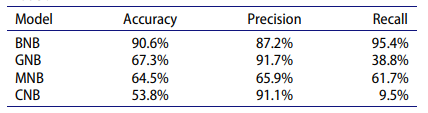 Model Accuracy Precision Recall
BNB 90.6% 87.2% 95.4%
GNB 67.3% 91.7% 38.8%
MNB 64.5% 65.9% 61.7%
CNB 53.8% 91.1% 9.5%